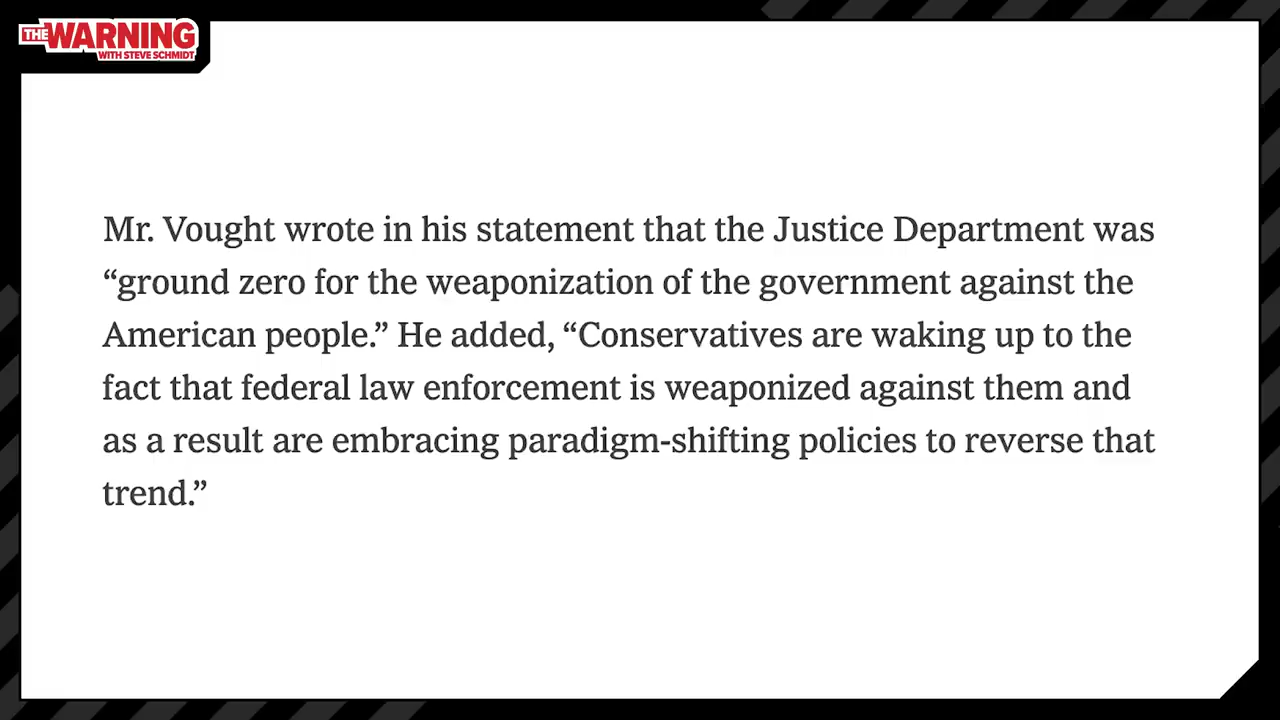 THE WARNING
WITH STEVE SCHMIDT
Mr. Vought wrote in his statement that the Justice Department was
“ground zero for the weaponization of the government against the
American people.” He added, “Conservatives are waking up to the
fact that federal law enforcement is weaponized against them and
as a result are embracing paradigm-shifting policies to reverse that
trend.”